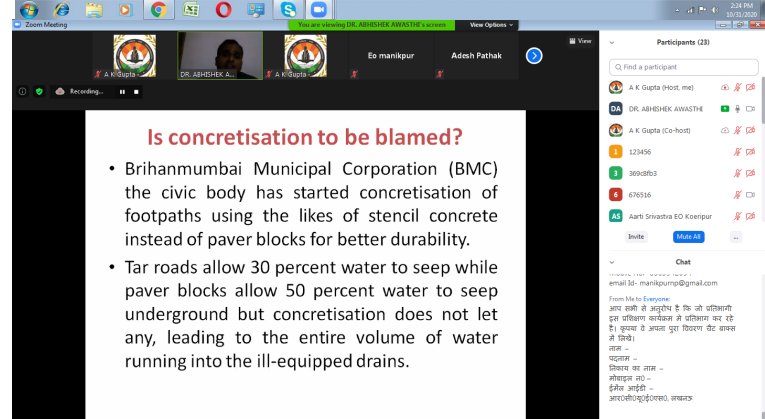 2:24 PM
10/31/2020
Zoom Meeting
You are viewing DR. ABHISHEK AWASTHI's screen
View Options
View
A K Gupta
DR. ABHISHEK A...
A K Gupta
Eo manikpur
Adesh Pathak
Recording...
Is concretisation to be blamed?
• Brihanmumbai Municipal Corporation (BMC)
the civic body has started concretisation of
footpaths using the likes of stencil concrete
instead of paver blocks for better durability.
• Tar roads allow 30 percent water to seep while
paver blocks allow 50 percent water to seep
underground but concretisation does not let
any, leading to the entire volume of water
running into the ill-equipped drains.
Participants (23)
Find a participant
A K Gupta (Host, me)
DA DR. ABHISHEK AWASTHI
A K Gupta (Co-host)
1 123456
3 369c8fb3
6 676516
AS Aarti Srivastva EO Koeripur
Invite
Mute All
...
Chat
email Id- manikpurnp@gmail.com
From Me to Everyone:
आप सभी से अनुरोध है कि जो प्रतिभागी
इस प्रशिक्षण कार्यक्रम में प्रतिभाग कर रहे
है। कृपया वे अपना पूरा विवरण चैट बाक्स
में लिखें।
नाम –
पदनाम –
निकाय का नाम –
मोबाइल न0 –
ईमेल आईडी –
आर0सी0यू0ई0एस0, लखनऊ